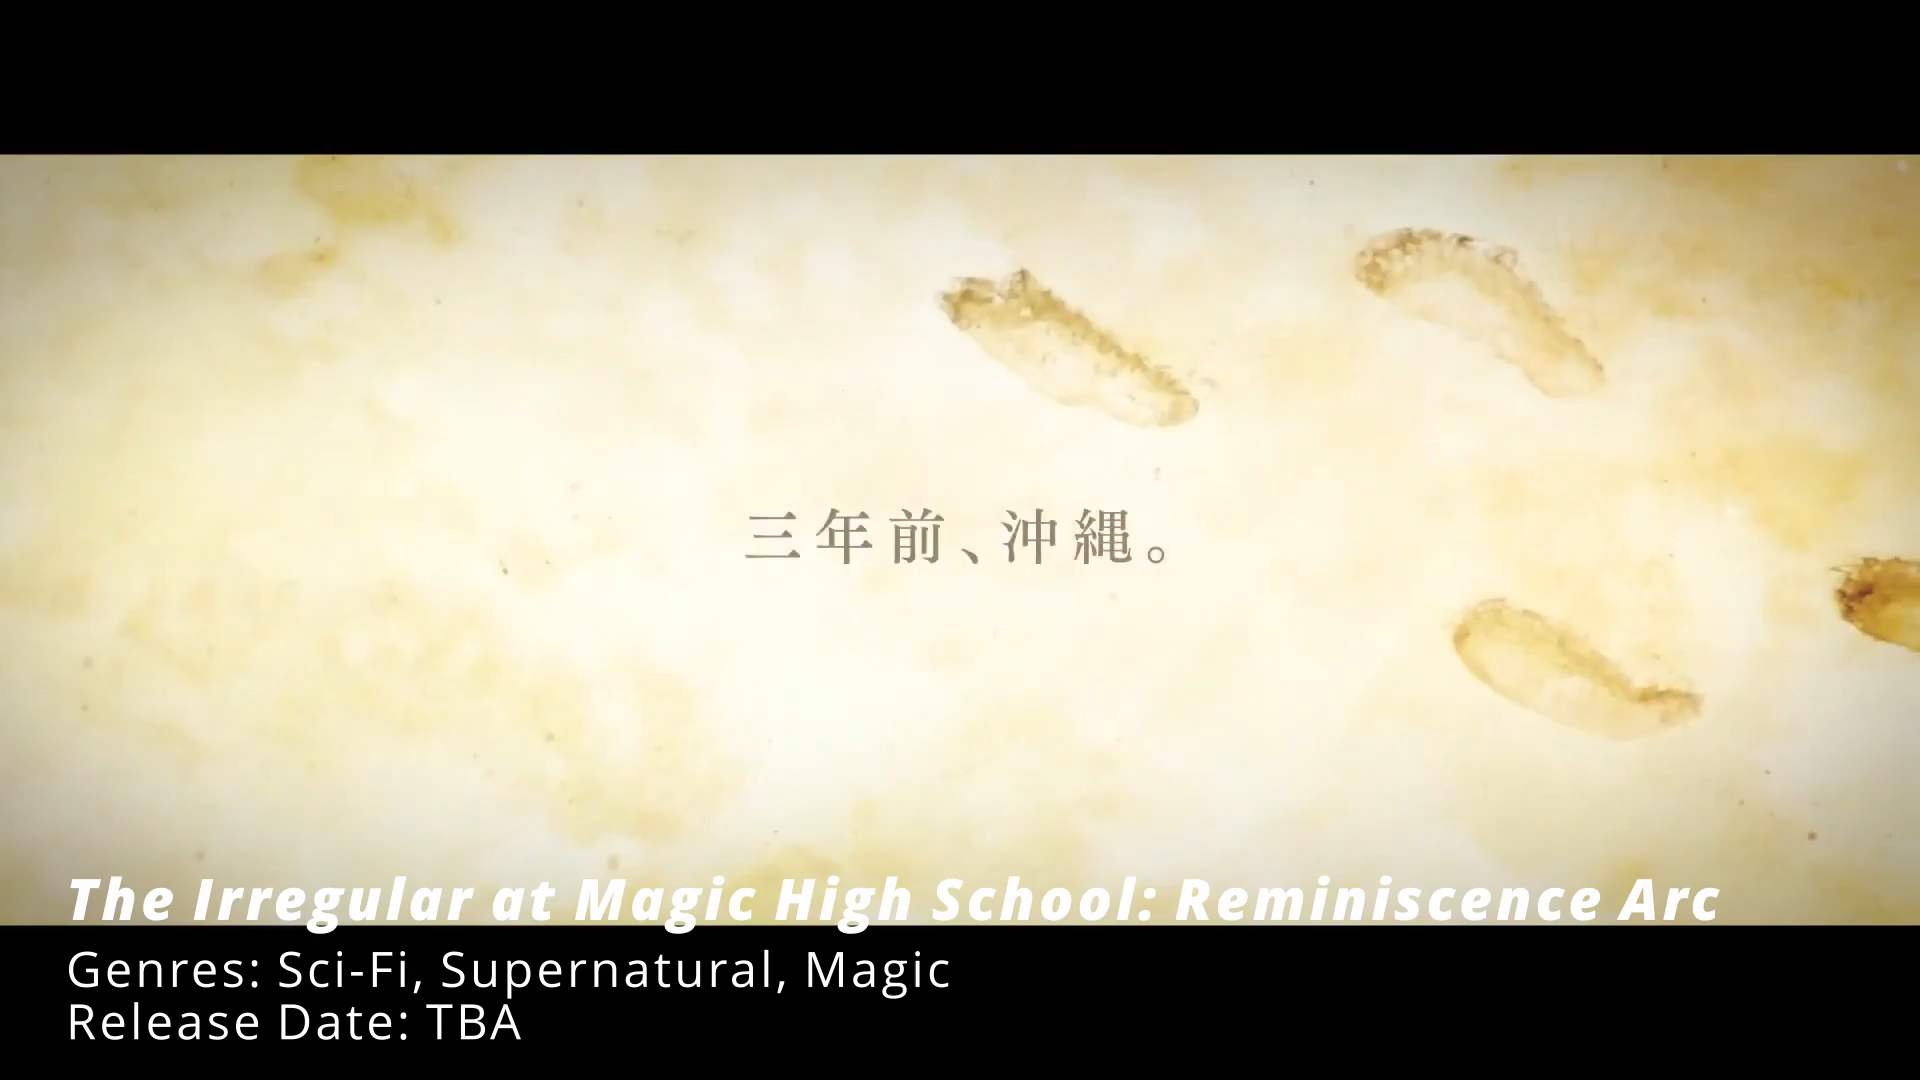 三年前、沖縄。
The Irregular at Magic High School: Reminiscence Arc
Genres: Sci-Fi, Supernatural, Magic
Release Date: TBA